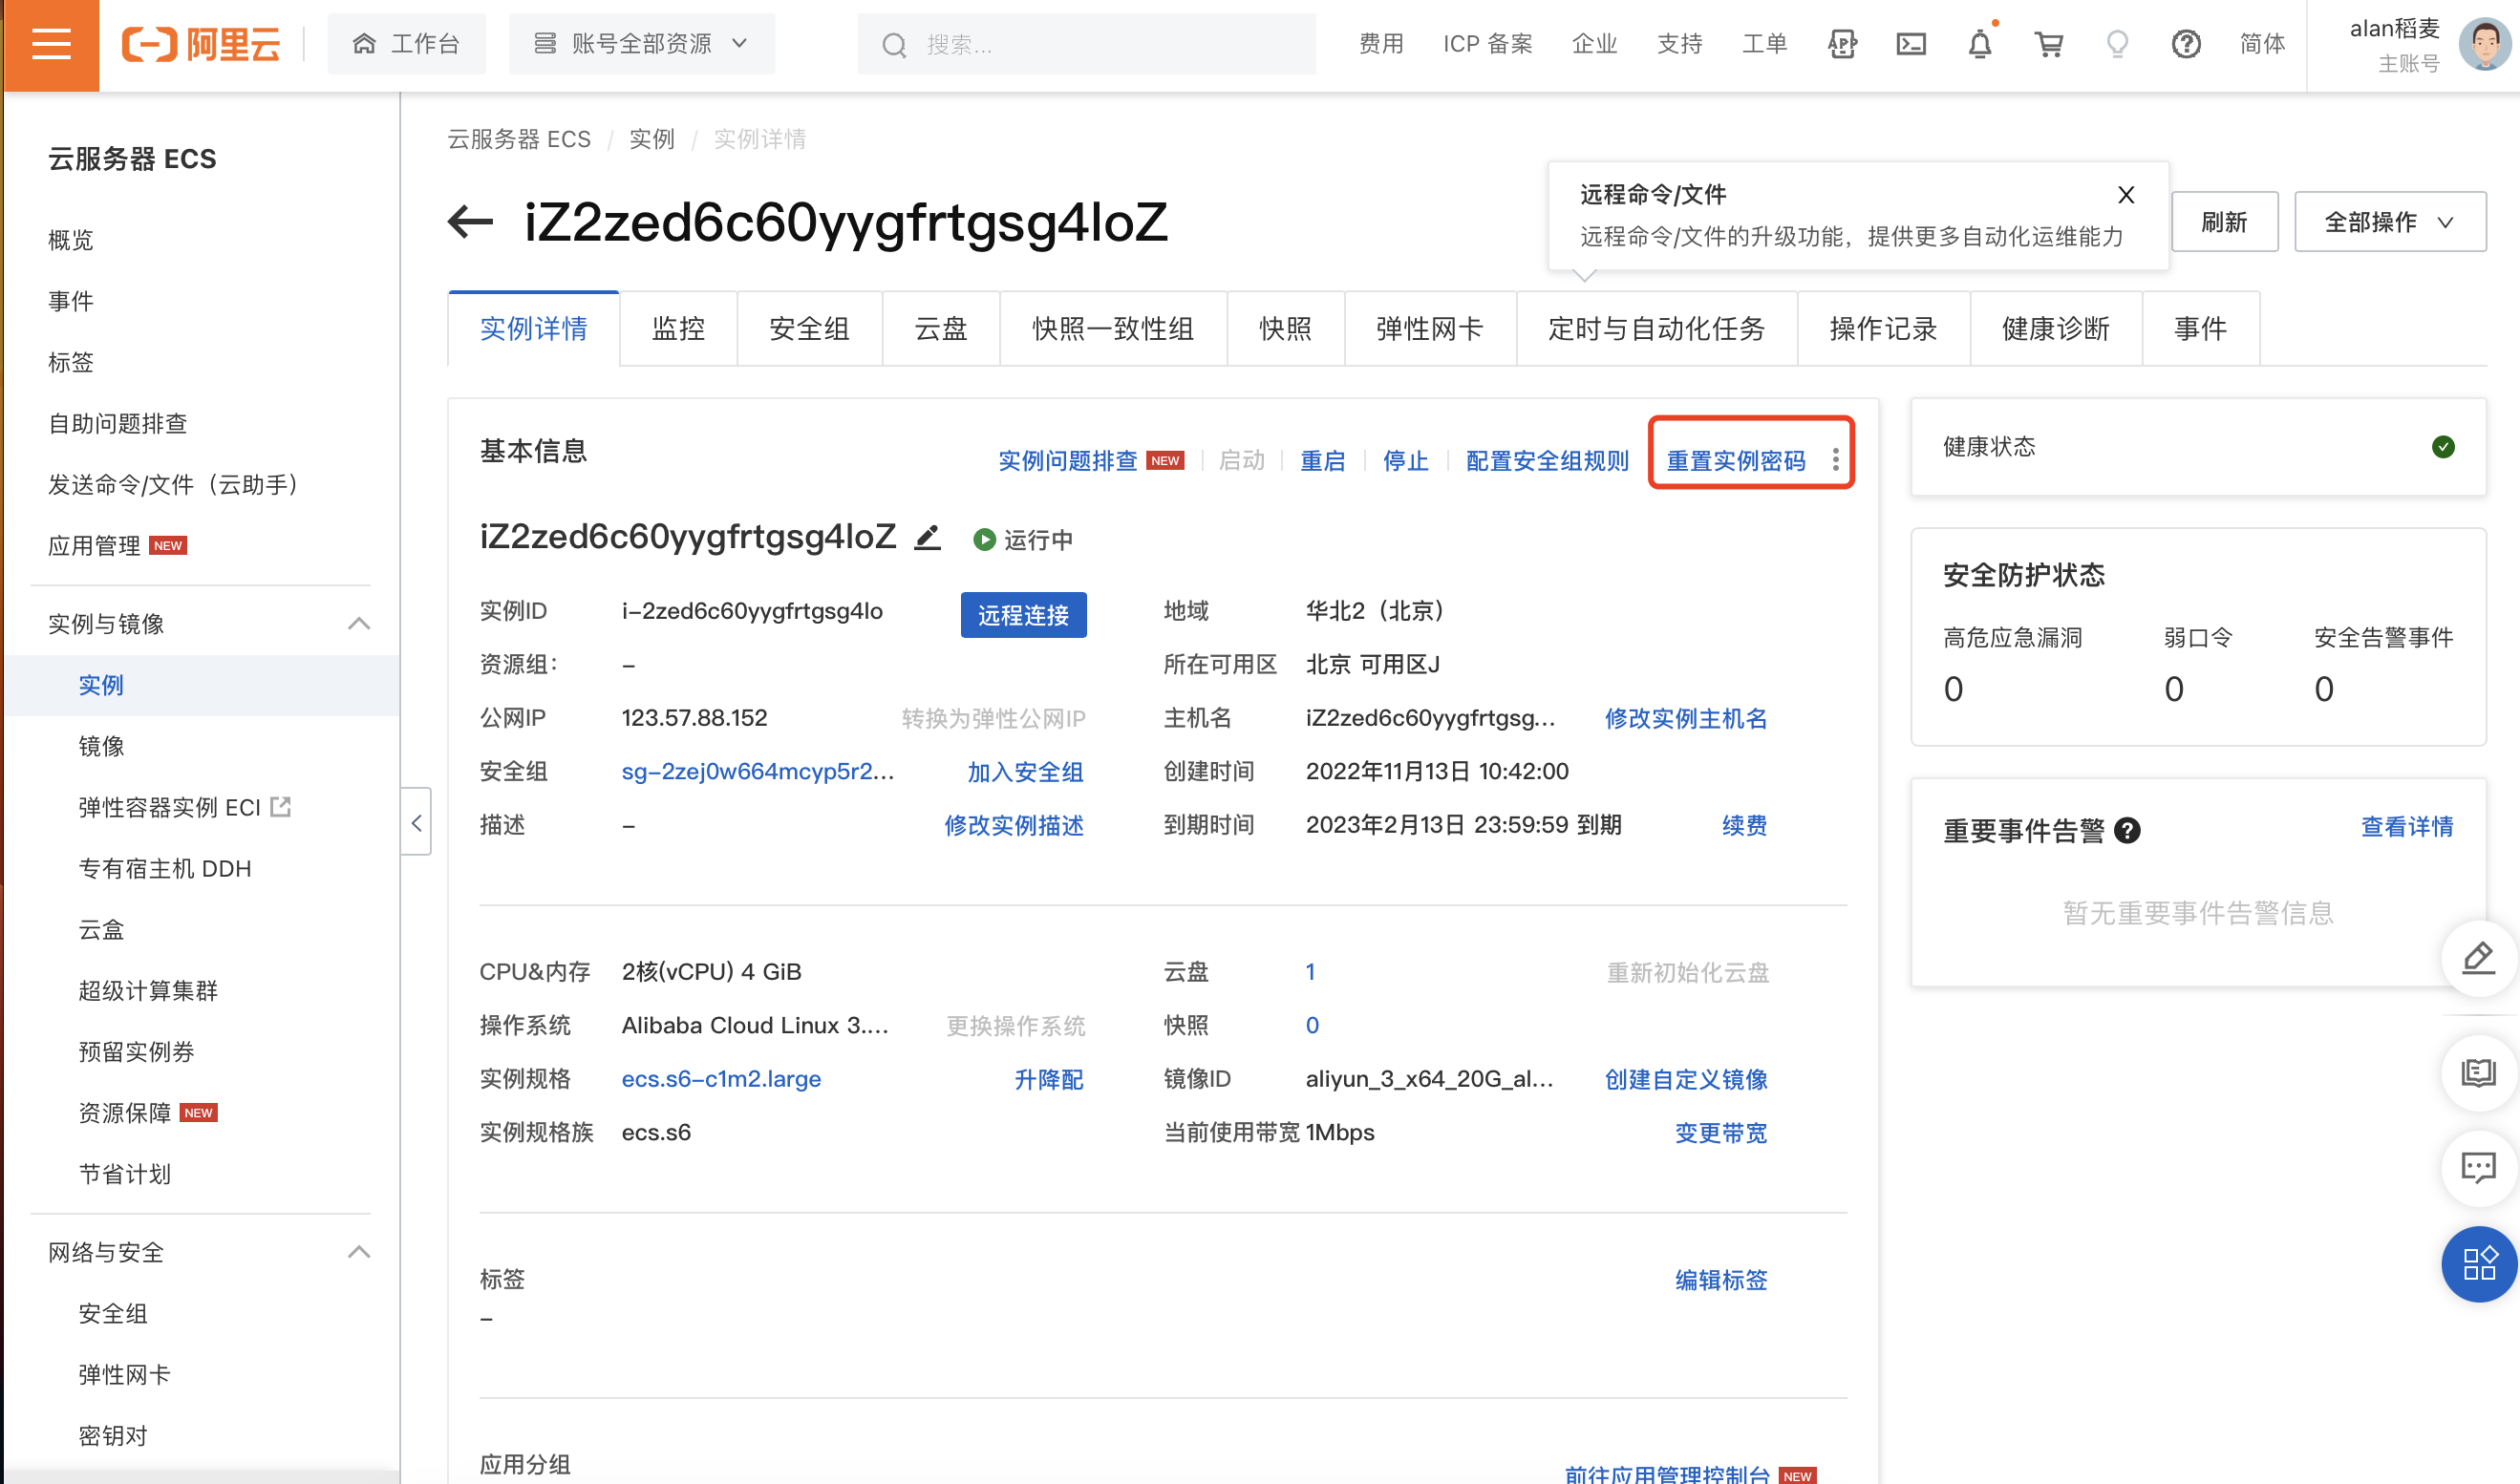 阿里云
工作台
账号全部资源
搜索...
费用
ICP 备案
企业
支持
工单
简体
alan稻麦
主账号
云服务器 ECS
概览
事件
标签
自助问题排查
发送命令/文件（云助手）
应用管理 NEW
实例与镜像
实例
镜像
弹性容器实例 ECI
专有宿主机 DDH
云盒
超级计算集群
预留实例券
资源保障 NEW
节省计划
网络与安全
安全组
弹性网卡
密钥对
云服务器 ECS / 实例 / 实例详情
iZ2zed6c60yygfrtgsg4loZ
远程命令/文件
远程命令/文件的升级功能，提供更多自动化运维能力
刷新
全部操作
实例详情
监控
安全组
云盘
快照一致性组
快照
弹性网卡
定时与自动化任务
操作记录
健康诊断
事件
基本信息
实例问题排查 NEW
启动
重启
停止
配置安全组规则
重置实例密码
iZ2zed6c60yygfrtgsg4loZ
运行中
实例ID i-2zed6c60yygfrtgsg4lo 远程连接
地域 华北2（北京）
资源组： –
所在可用区 北京 可用区J
公网IP 123.57.88.152 转换为弹性公网IP
主机名 iZ2zed6c60yygfrtgsg... 修改实例主机名
安全组 sg-2zej0w664mcyp5r2... 加入安全组
创建时间 2022年11月13日 10:42:00
描述 – 修改实例描述
到期时间 2023年2月13日 23:59:59 到期 续费
CPU&内存 2核(vCPU) 4 GiB
云盘 1 重新初始化云盘
操作系统 Alibaba Cloud Linux 3.... 更换操作系统
快照 0
实例规格 ecs.s6-c1m2.large 升降配
镜像ID aliyun_3_x64_20G_al... 创建自定义镜像
实例规格族 ecs.s6
当前使用带宽 1Mbps 变更带宽
标签 编辑标签
–
应用分组
前往应用管理控制台 NEW
健康状态
安全防护状态
高危应急漏洞 弱口令 安全告警事件
0 0 0
重要事件告警 查看详情
暂无重要事件告警信息